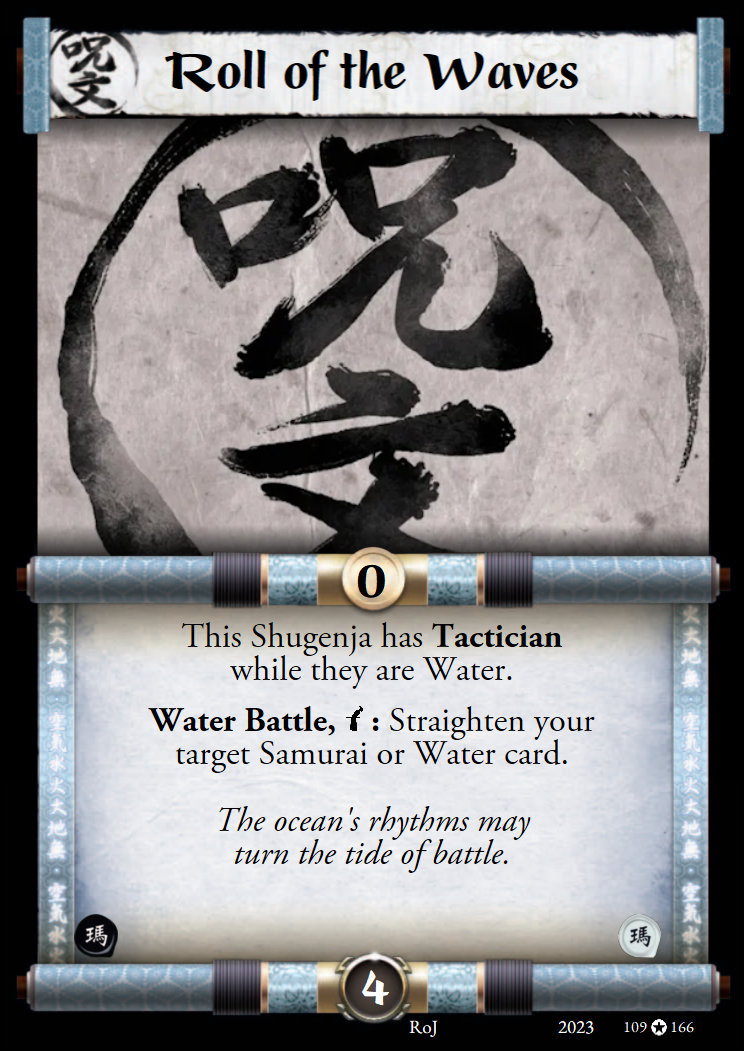 呪文
Roll of the Waves
呪文
0
This Shugenja has Tactician
while they are Water.
Water Battle, : Straighten your
target Samurai or Water card.
The ocean's rhythms may
turn the tide of battle.
瑪
瑪
4
RoJ 2023 109 166